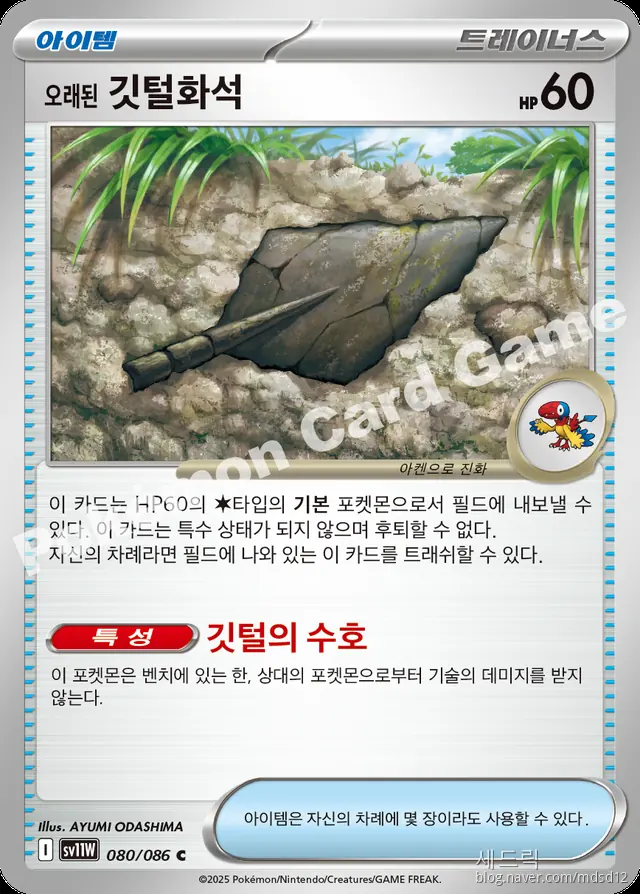 아이템
트레이너스
오래된 깃털화석
HP 60
아켄으로 진화
이 카드는 HP60의 ✶타입의 기본 포켓몬으로서 필드에 내보낼 수
있다. 이 카드는 특수 상태가 되지 않으며 후퇴할 수 없다.
자신의 차례라면 필드에 나와 있는 이 카드를 트래쉬할 수 있다.
특성
깃털의 수호
이 포켓몬은 벤치에 있는 한, 상대의 포켓몬으로부터 기술의 데미지를 받지
않는다.
아이템은 자신의 차례에 몇 장이라도 사용할 수 있다.
Illus. AYUMI ODASHIMA
I SV11W 080/086 C
©2025 Pokémon/Nintendo/Creatures/GAME FREAK.
Pokémon Card Game
세드릭
blog.naver.com/mdsd12